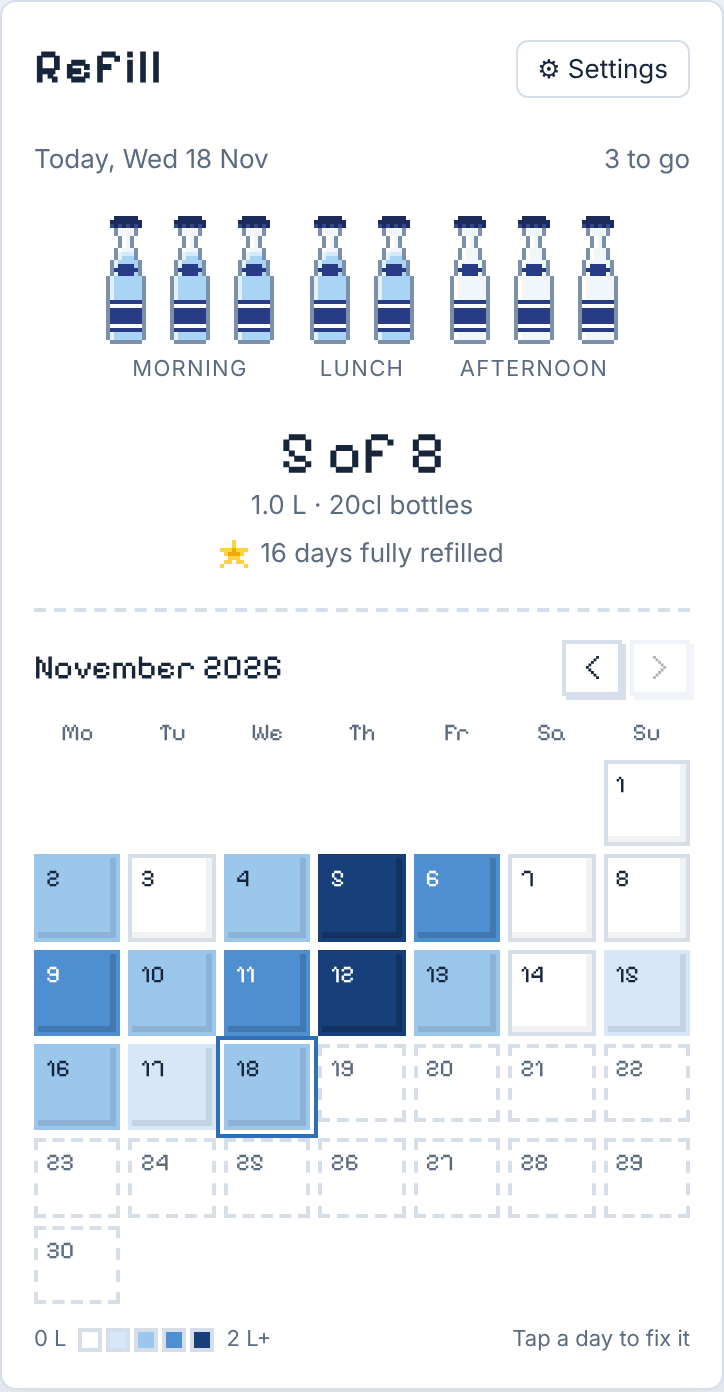 Refill
⚙ Settings
Today, Wed 18 Nov
3 to go
MORNING LUNCH AFTERNOON
5 of 8
1.0 L · 20cl bottles
16 days fully refilled
November 2026
Mo Tu We Th Fr Sa Su
1
2 3 4 5 6 7 8
9 10 11 12 13 14 15
16 17 18 19 20 21 22
23 24 25 26 27 28 29
30
0 L 2 L+
Tap a day to fix it